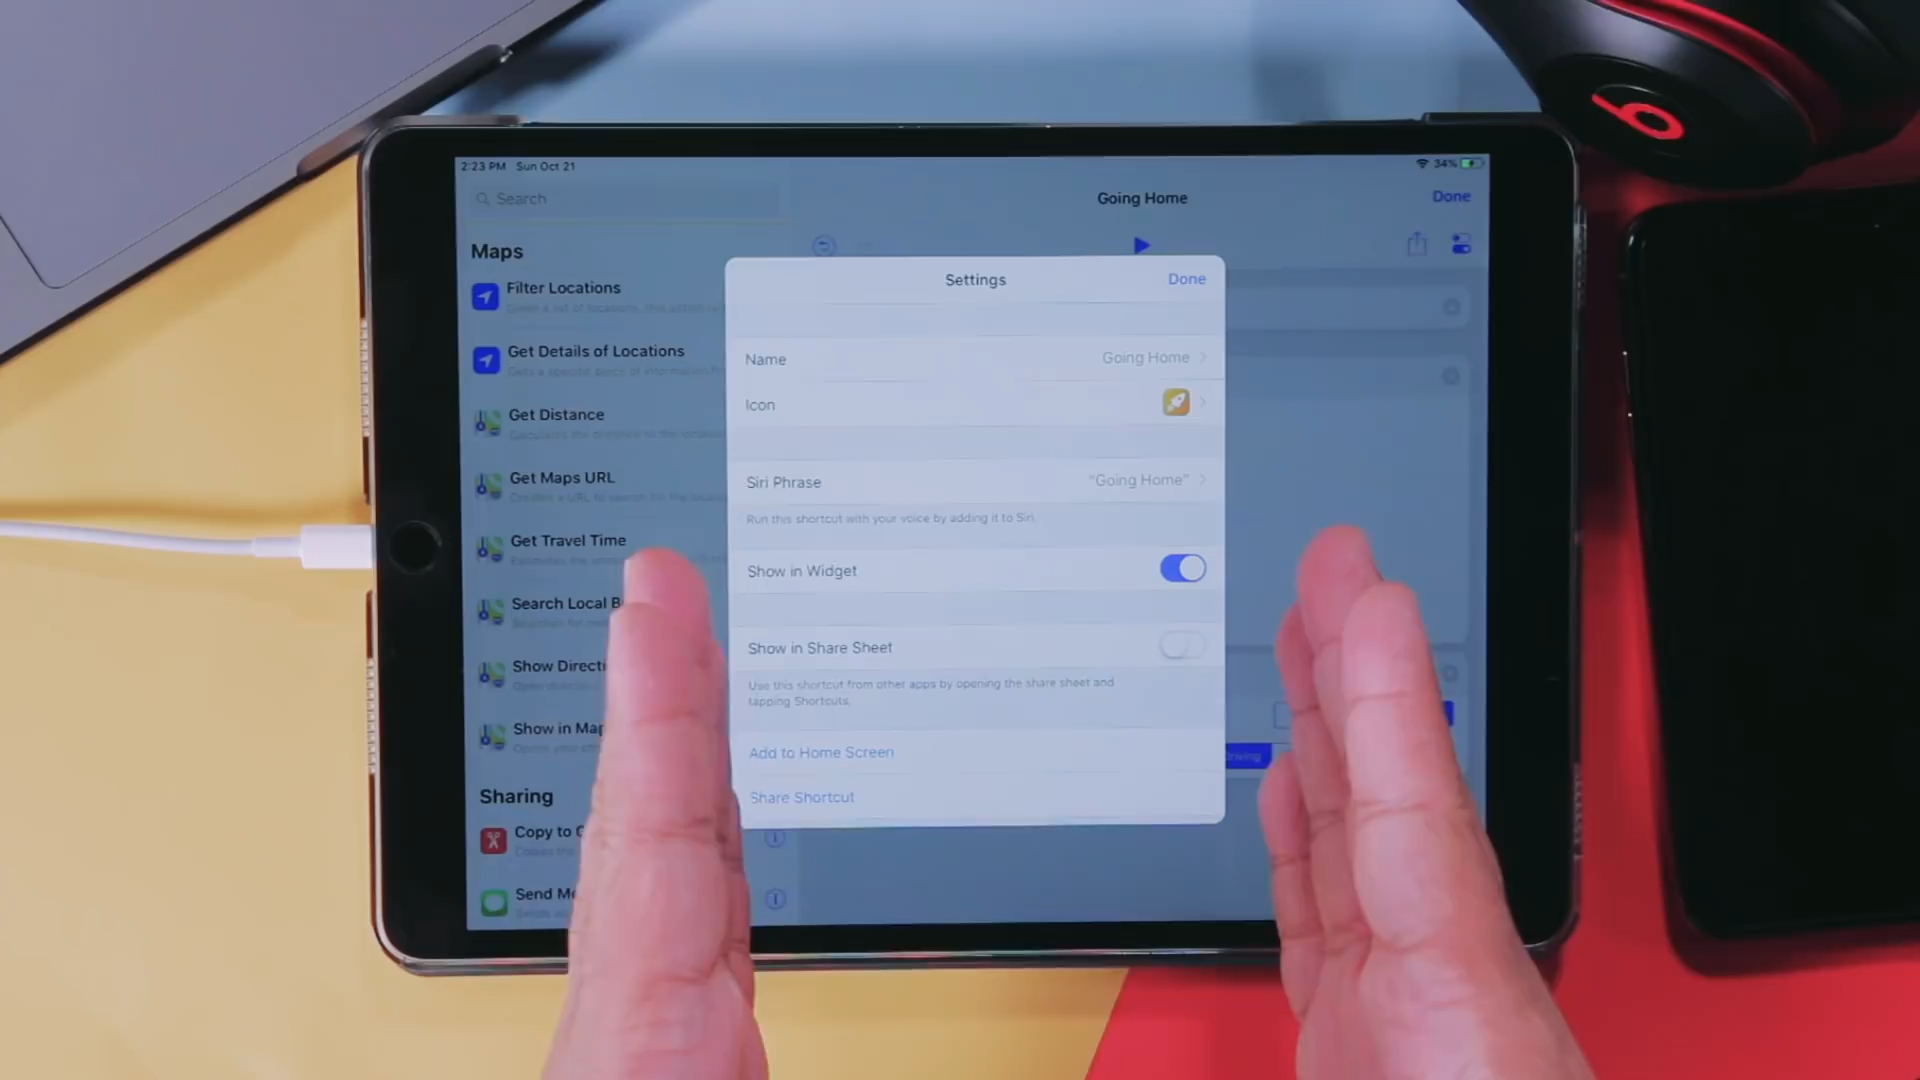 2:23 PM Sun Oct 21
34%
Search
Going Home
Done
Maps
Filter Locations
Get Details of Locations
Get Distance
Get Maps URL
Get Travel Time
Search Local B
Show Directi
Show in Map
Sharing
Copy to C
Send Me
Settings
Done
Name
Going Home
Icon
Siri Phrase
"Going Home"
Run this shortcut with your voice by adding it to Siri.
Show in Widget
Show in Share Sheet
Use this shortcut from other apps by opening the share sheet and
tapping Shortcuts.
Add to Home Screen
Share Shortcut
Driving